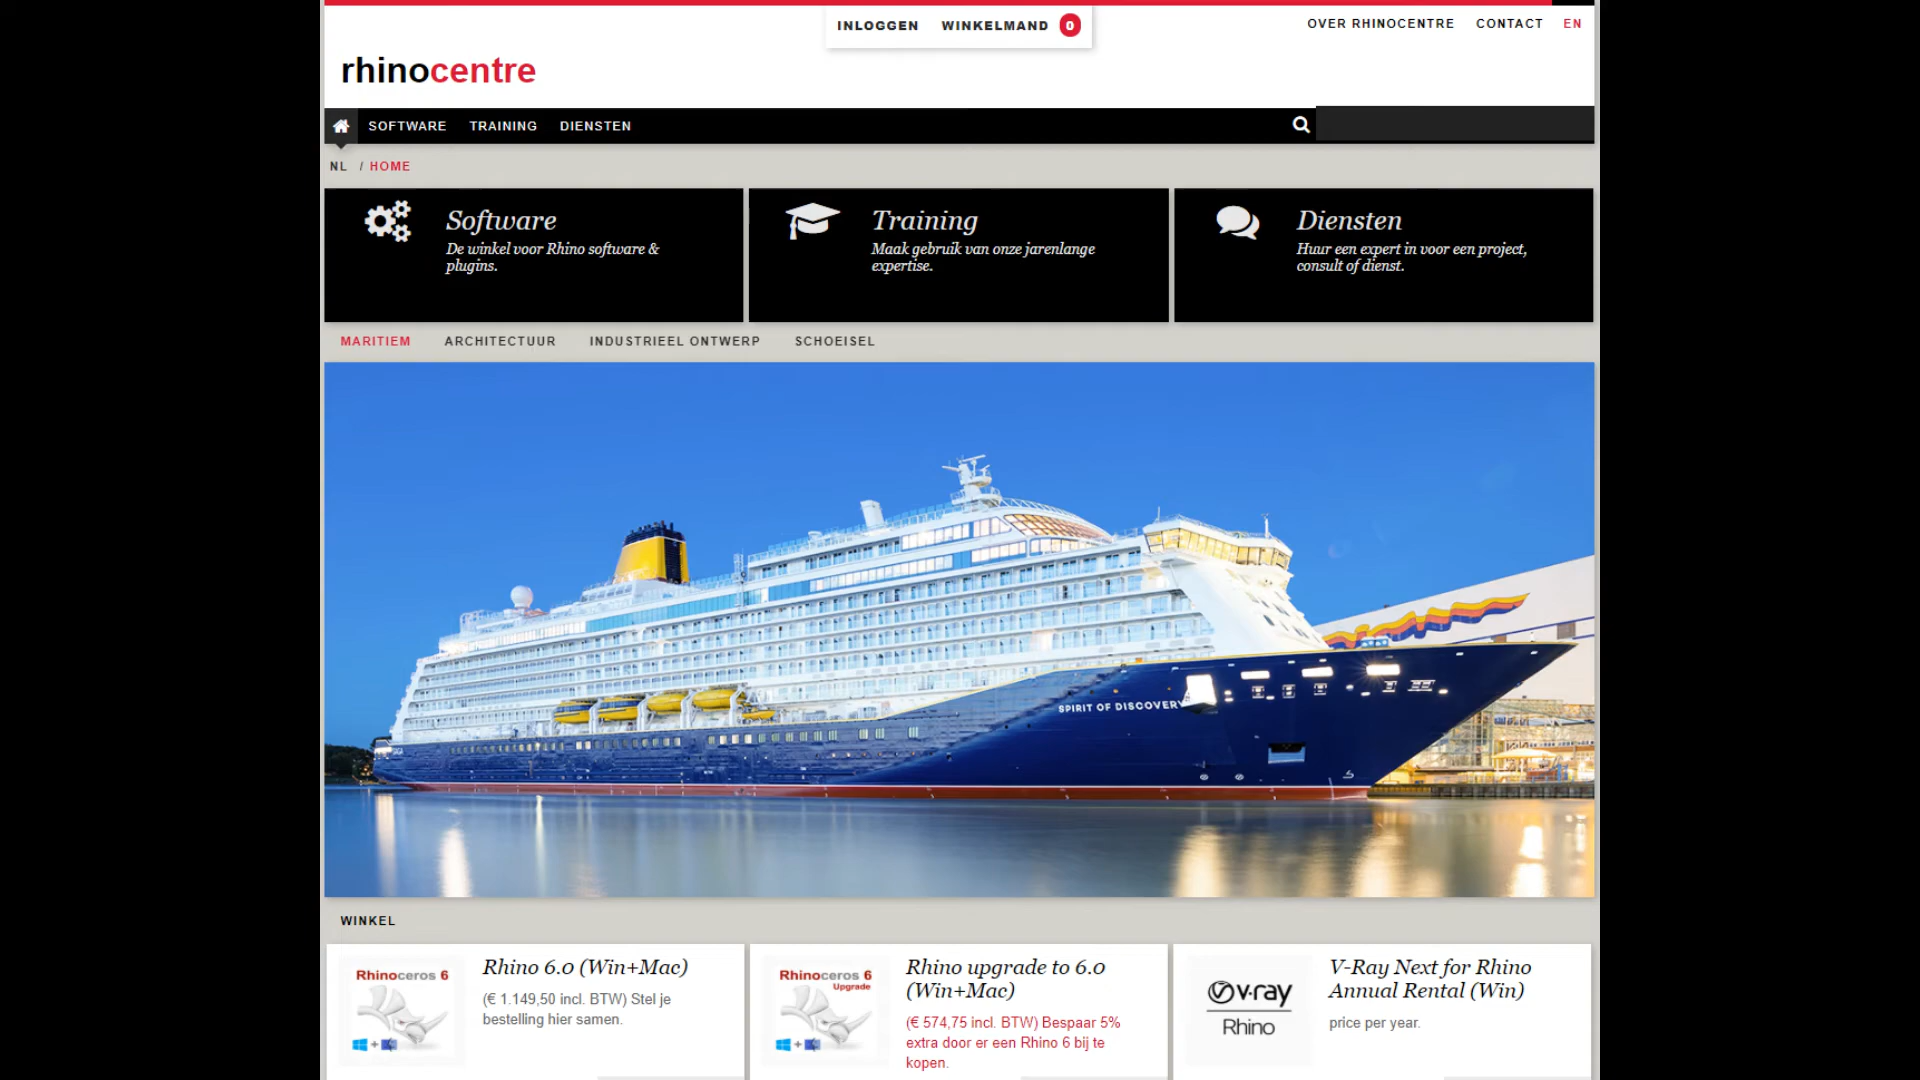 INLOGGEN WINKELMAND 0
OVER RHINOCENTRE CONTACT EN
rhinocentre
SOFTWARE TRAINING DIENSTEN
NL / HOME
Software
De winkel voor Rhino software &
plugins.
Training
Maak gebruik van onze jarenlange
expertise.
Diensten
Huur een expert in voor een project,
consult of dienst.
MARITIEM ARCHITECTUUR INDUSTRIEEL ONTWERP SCHOEISEL
SPIRIT OF DISCOVERY
WINKEL
Rhinoceros 6
Rhino 6.0 (Win+Mac)
(€ 1.149,50 incl. BTW) Stel je
bestelling hier samen.
Rhinoceros 6
Upgrade
Rhino upgrade to 6.0
(Win+Mac)
(€ 574,75 incl. BTW) Bespaar 5%
extra door er een Rhino 6 bij te
kopen.
v·ray
Rhino
V-Ray Next for Rhino
Annual Rental (Win)
price per year.